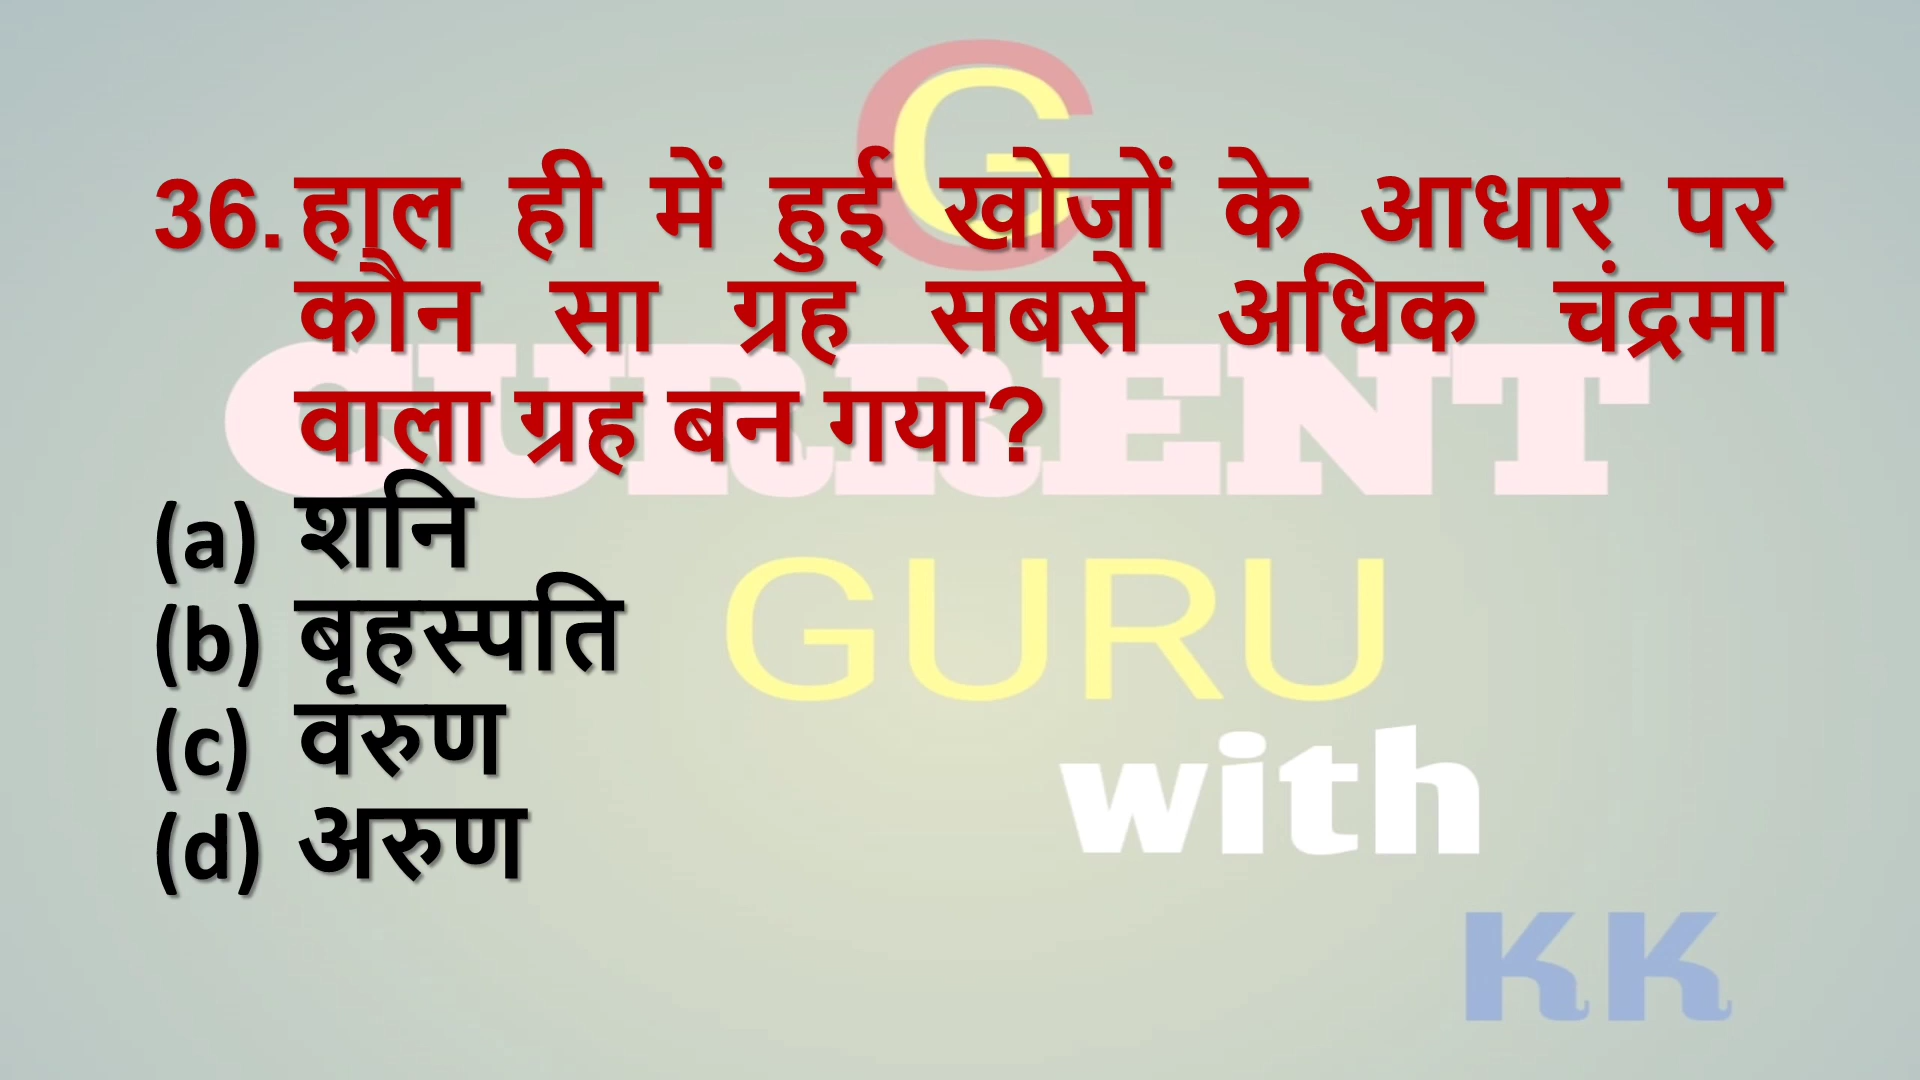 G
36. हाल ही में हुई खोजों के आधार पर
कौन सा ग्रह सबसे अधिक चंद्रमा
वाला ग्रह बन गया?
CURRENT
(a) शनि
(b) बृहस्पति
GURU
(c) वरुण
with
(d) अरुण
KK